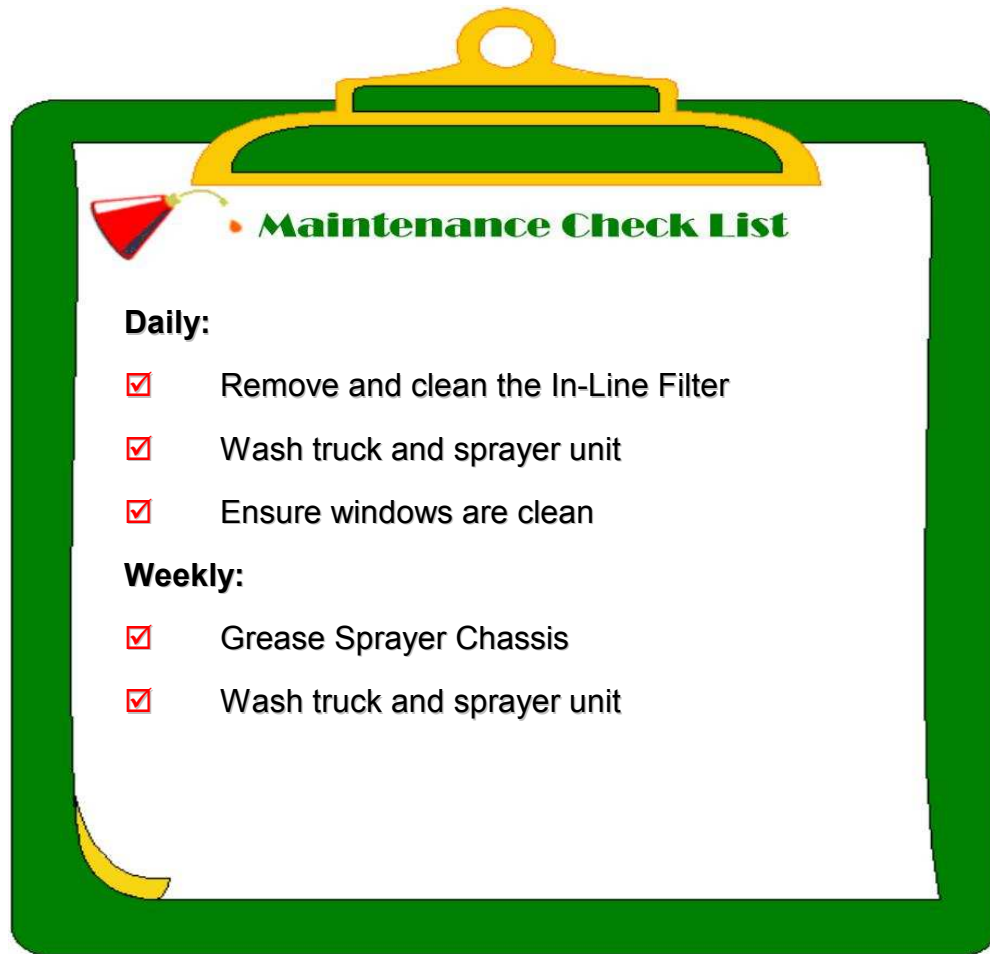 Maintenance Check List
Daily:
☑ Remove and clean the In-Line Filter
☑ Wash truck and sprayer unit
☑ Ensure windows are clean
Weekly:
☑ Grease Sprayer Chassis
☑ Wash truck and sprayer unit